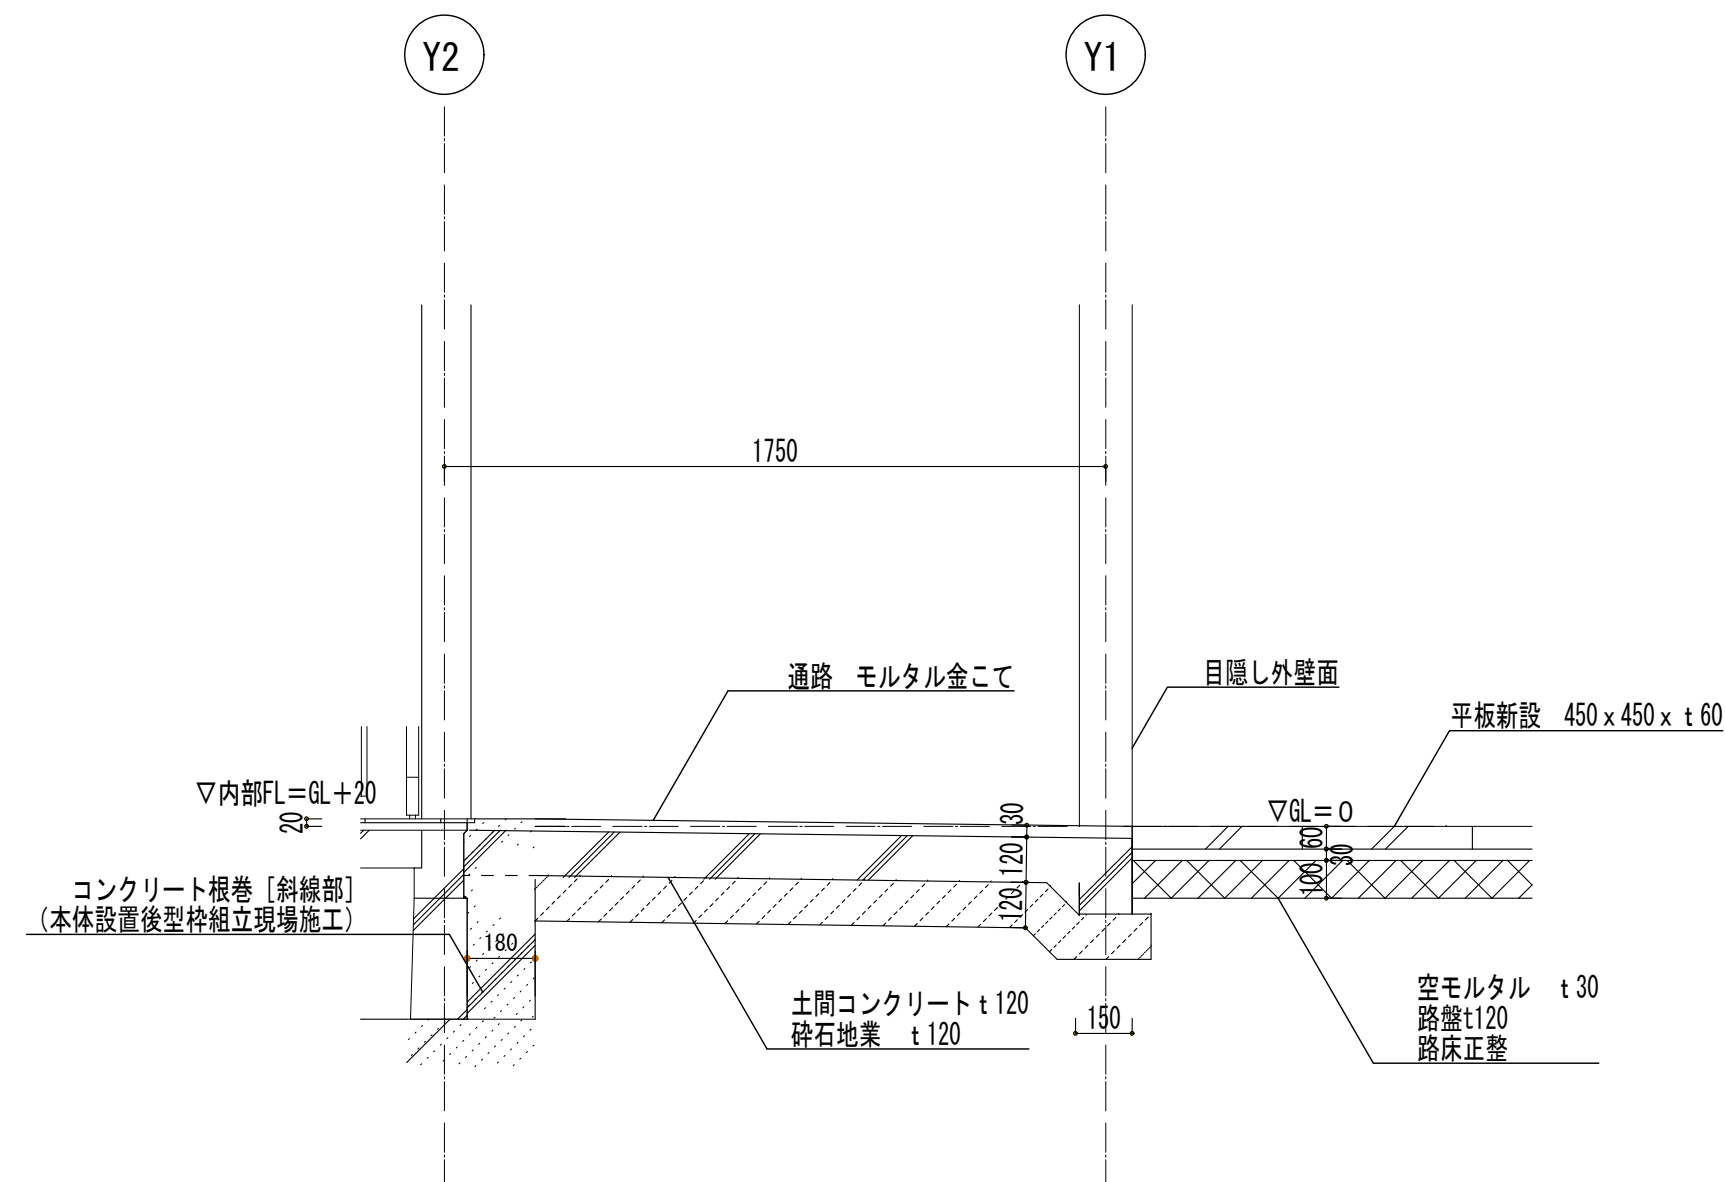 Y2
Y1
1750
通路　モルタル金こて
目隠し外壁面
平板新設　450x450x t60
▽内部FL=GL+20
20
30
120
120
▽GL=0
60
30
100
コンクリート根巻［斜線部］
（本体設置後型枠組立現場施工）
180
土間コンクリートt120
砕石地業　t120
150
空モルタル　t30
路盤t120
路床正整